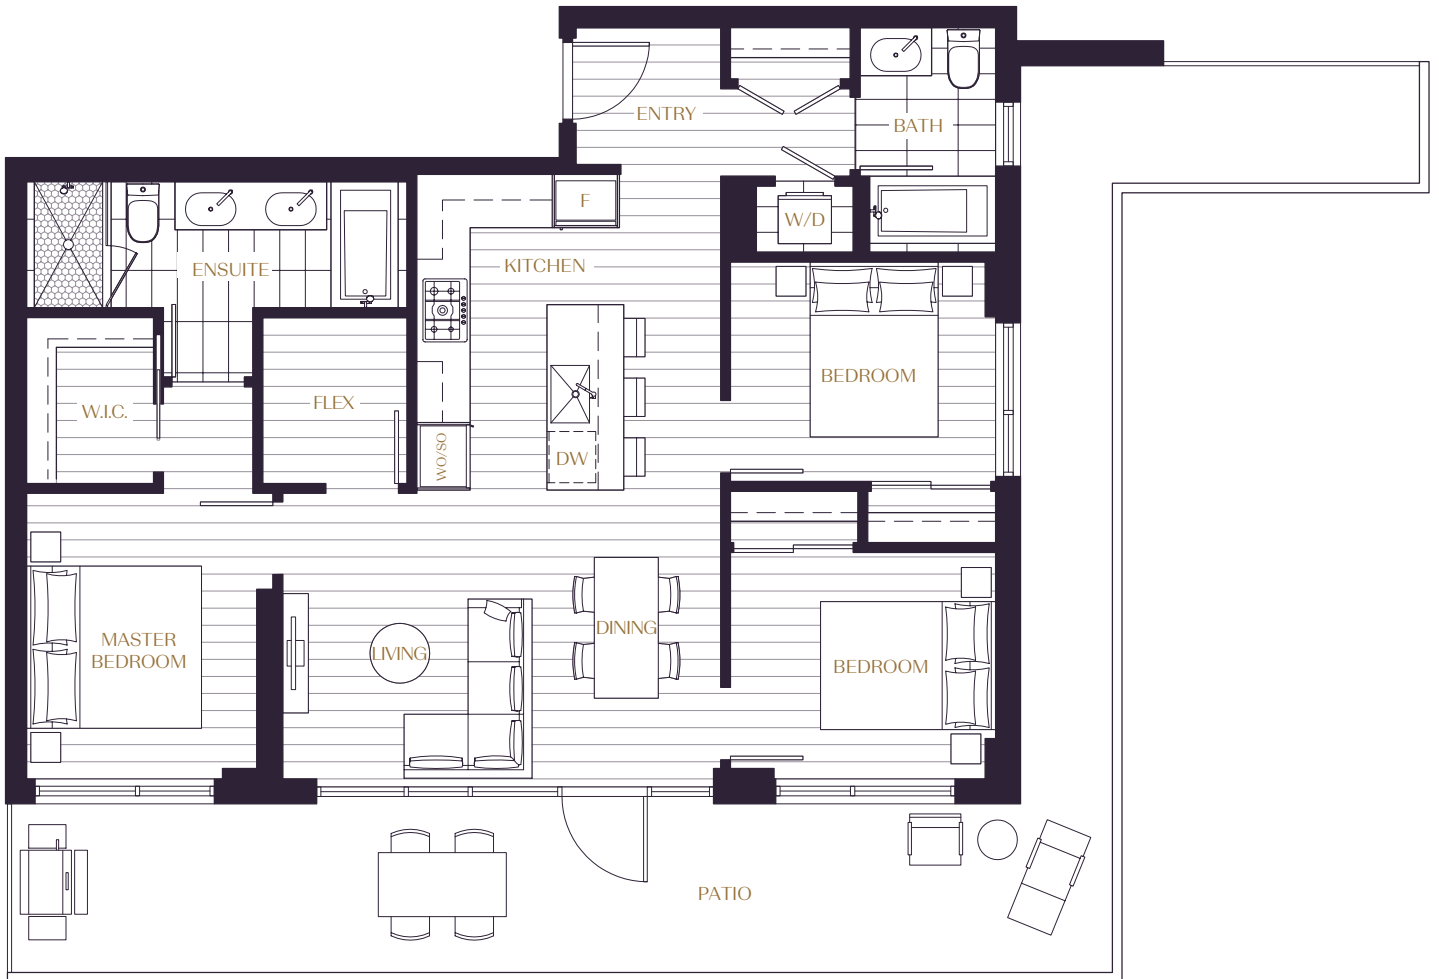 ENTRY
BATH
F
W/D
ENSUITE
KITCHEN
BEDROOM
W.I.C.
FLEX
WO/SO
DW
MASTER
BEDROOM
LIVING
DINING
BEDROOM
PATIO